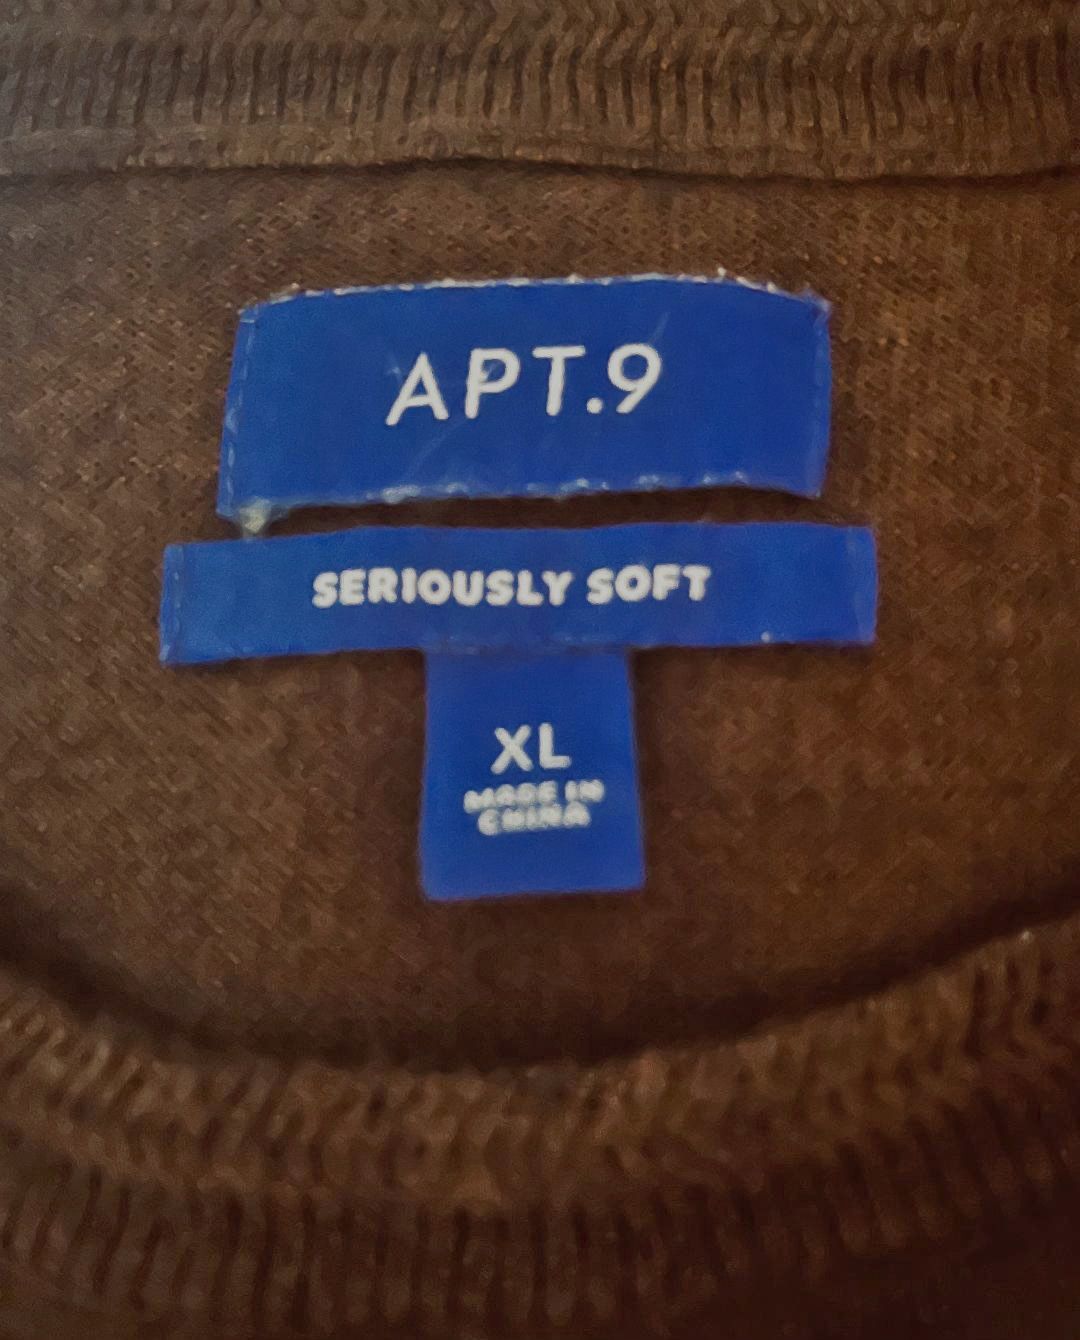 APT.9
SERIOUSLY SOFT
XL
MADE IN
CHINA